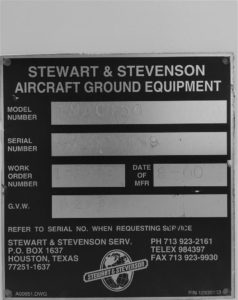 STEWART & STEVENSON
AIRCRAFT GROUND EQUIPMENT
MODEL
NUMBER
SERIAL
NUMBER
WORK
ORDER
NUMBER
DATE
OF
MFR
G.V.W.
REFER TO SERIAL NO. WHEN REQUESTING SERVICE
STEWART & STEVENSON SERV.
P.O. BOX 1637
HOUSTON, TEXAS
77251-1637
PH 713 923-2161
TELEX 984397
FAX 713 923-9930
STEWART & STEVENSON